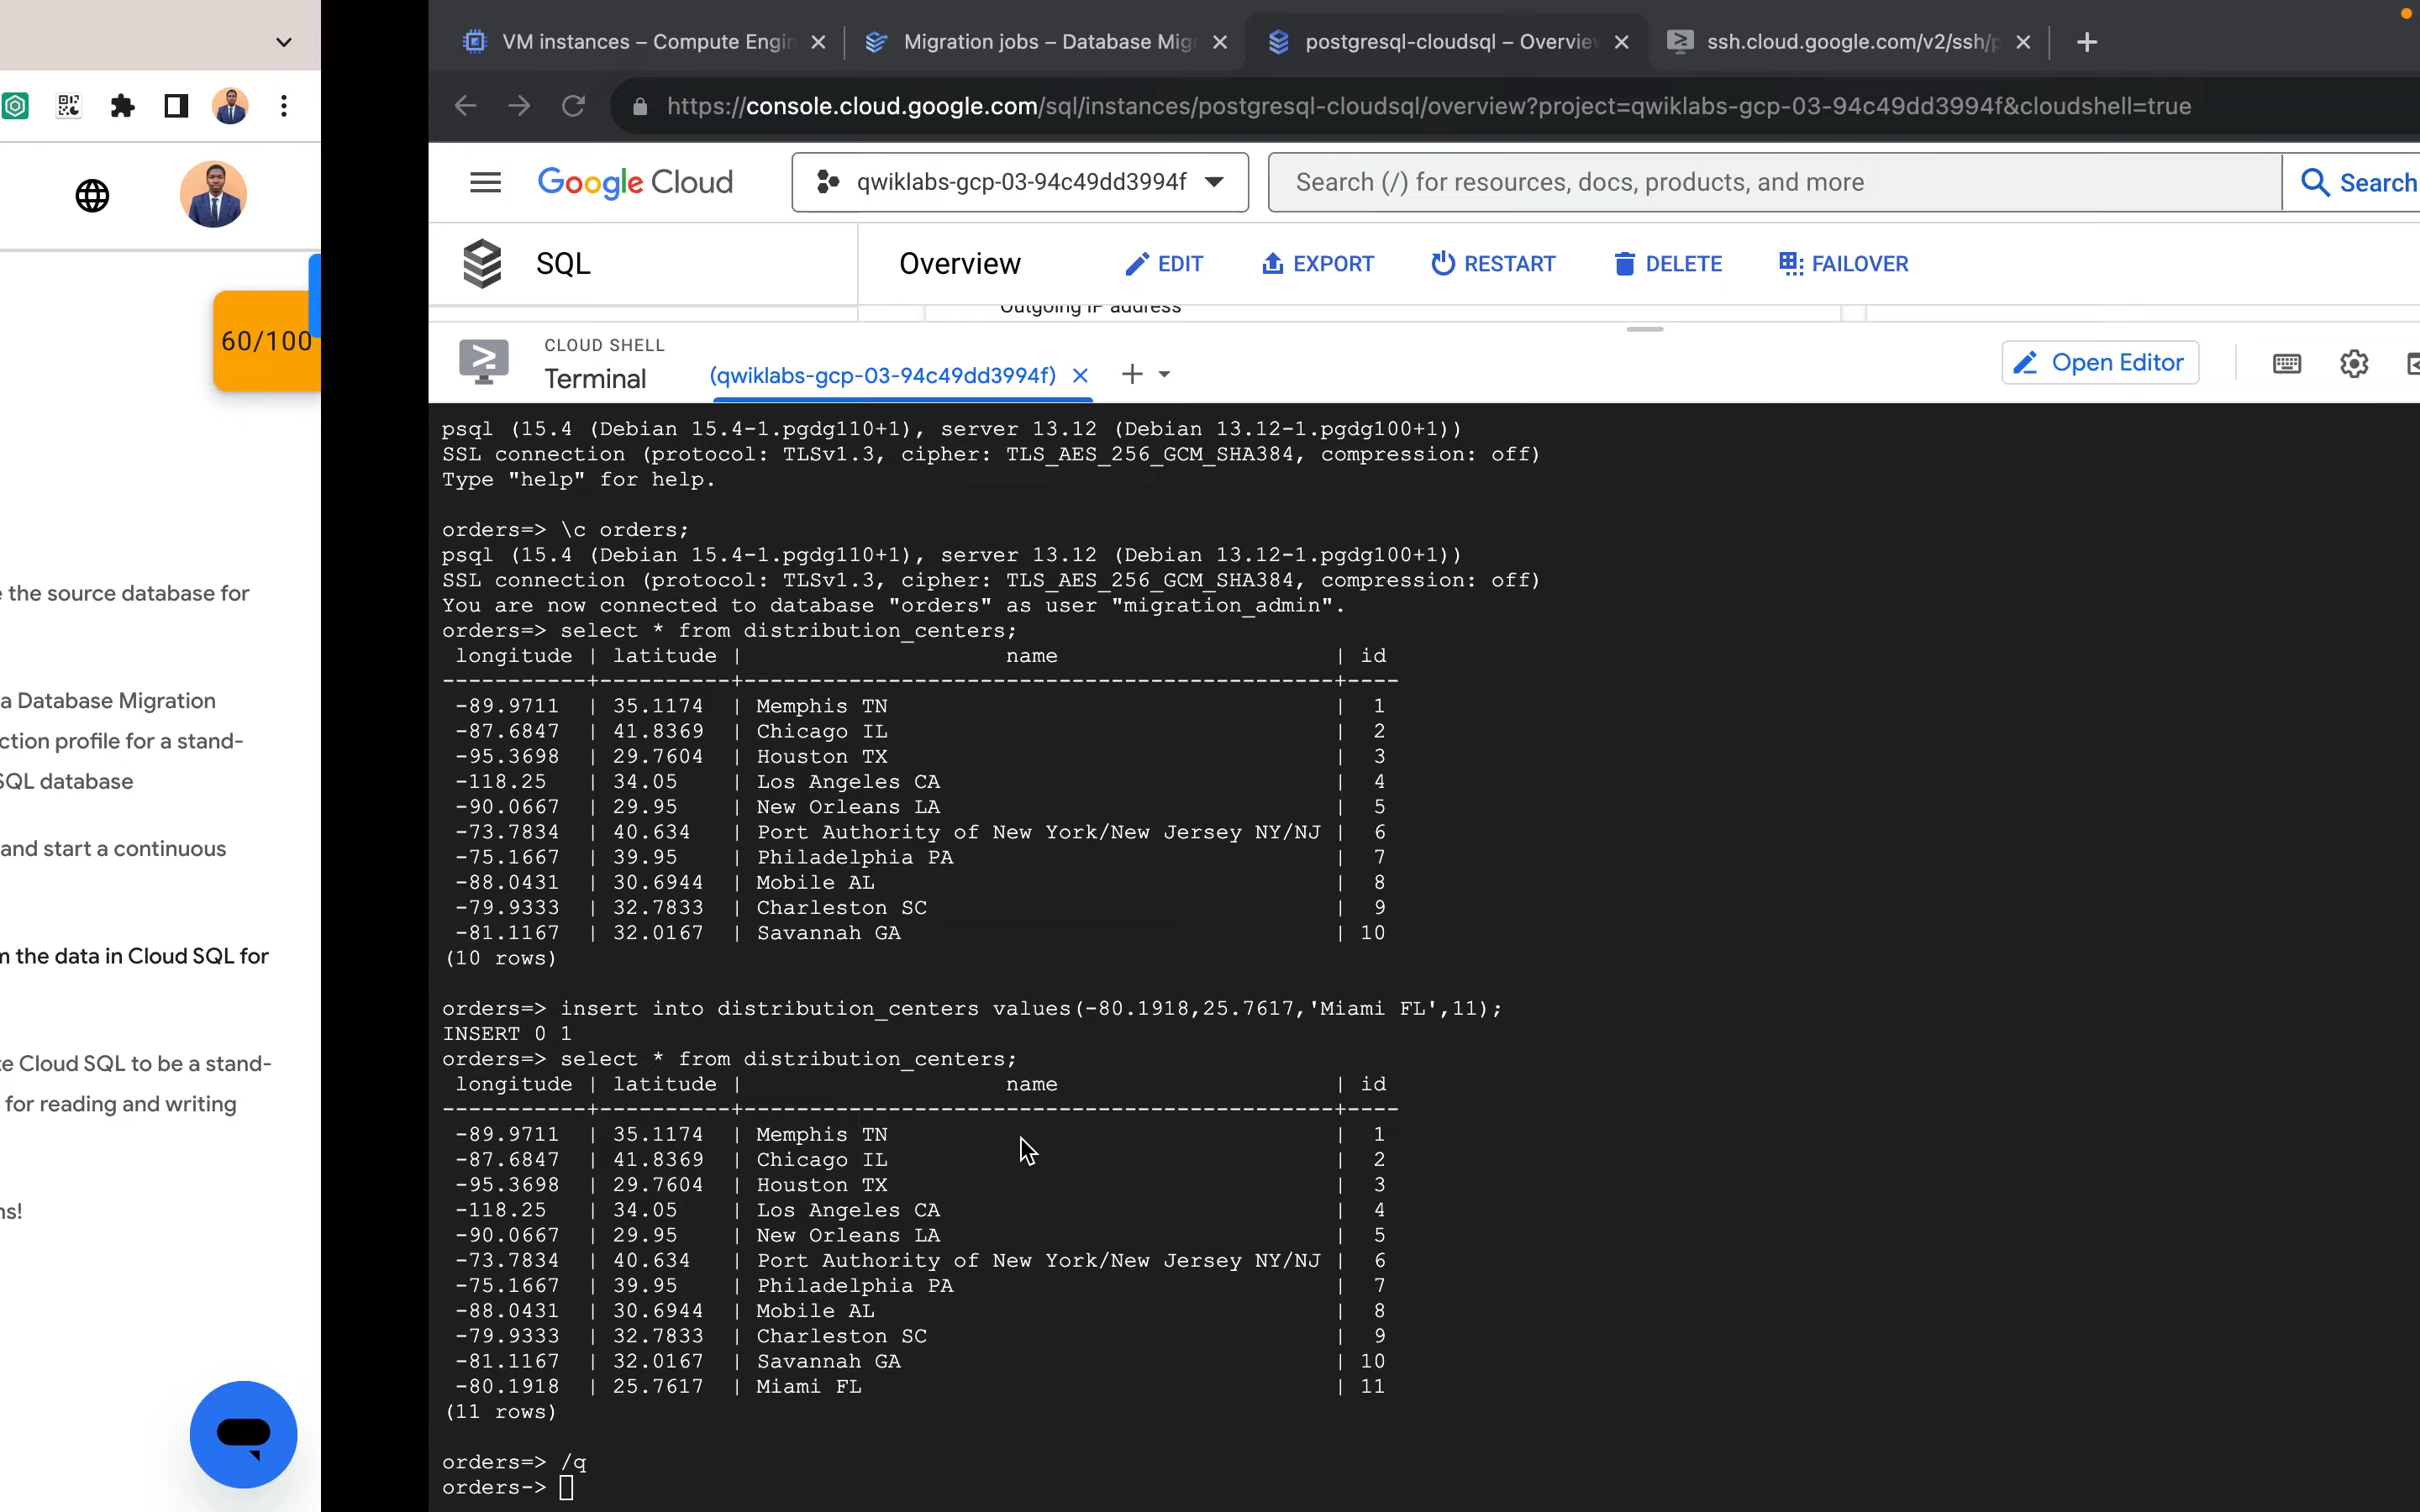 VM instances – Compute Engin
Migration jobs – Database Mig
postgresql-cloudsql – Overview
ssh.cloud.google.com/v2/ssh/p
https://console.cloud.google.com/sql/instances/postgresql-cloudsql/overview?project=qwiklabs-gcp-03-94c49dd3994f&cloudshell=true
Google Cloud
qwiklabs-gcp-03-94c49dd3994f
Search (/) for resources, docs, products, and more
Search
SQL
Overview
EDIT
EXPORT
RESTART
DELETE
FAILOVER
Outgoing IP address
60/100
CLOUD SHELL
Terminal
(qwiklabs-gcp-03-94c49dd3994f)
Open Editor
e the source database for
a Database Migration
ction profile for a stand-
SQL database
and start a continuous
m the data in Cloud SQL for
te Cloud SQL to be a stand-
for reading and writing
ns!
psql (15.4 (Debian 15.4-1.pgdg110+1), server 13.12 (Debian 13.12-1.pgdg100+1))
SSL connection (protocol: TLSv1.3, cipher: TLS_AES_256_GCM_SHA384, compression: off)
Type "help" for help.
orders=> \c orders;
psql (15.4 (Debian 15.4-1.pgdg110+1), server 13.12 (Debian 13.12-1.pgdg100+1))
SSL connection (protocol: TLSv1.3, cipher: TLS_AES_256_GCM_SHA384, compression: off)
You are now connected to database "orders" as user "migration_admin".
orders=> select * from distribution_centers;
longitude | latitude | name | id
-----------+----------+---------------------------------------------+----
-89.9711 | 35.1174 | Memphis TN | 1
-87.6847 | 41.8369 | Chicago IL | 2
-95.3698 | 29.7604 | Houston TX | 3
-118.25 | 34.05 | Los Angeles CA | 4
-90.0667 | 29.95 | New Orleans LA | 5
-73.7834 | 40.634 | Port Authority of New York/New Jersey NY/NJ | 6
-75.1667 | 39.95 | Philadelphia PA | 7
-88.0431 | 30.6944 | Mobile AL | 8
-79.9333 | 32.7833 | Charleston SC | 9
-81.1167 | 32.0167 | Savannah GA | 10
(10 rows)
orders=> insert into distribution_centers values(-80.1918,25.7617,'Miami FL',11);
INSERT 0 1
orders=> select * from distribution_centers;
longitude | latitude | name | id
-----------+----------+---------------------------------------------+----
-89.9711 | 35.1174 | Memphis TN | 1
-87.6847 | 41.8369 | Chicago IL | 2
-95.3698 | 29.7604 | Houston TX | 3
-118.25 | 34.05 | Los Angeles CA | 4
-90.0667 | 29.95 | New Orleans LA | 5
-73.7834 | 40.634 | Port Authority of New York/New Jersey NY/NJ | 6
-75.1667 | 39.95 | Philadelphia PA | 7
-88.0431 | 30.6944 | Mobile AL | 8
-79.9333 | 32.7833 | Charleston SC | 9
-81.1167 | 32.0167 | Savannah GA | 10
-80.1918 | 25.7617 | Miami FL | 11
(11 rows)
orders=> /q
orders->